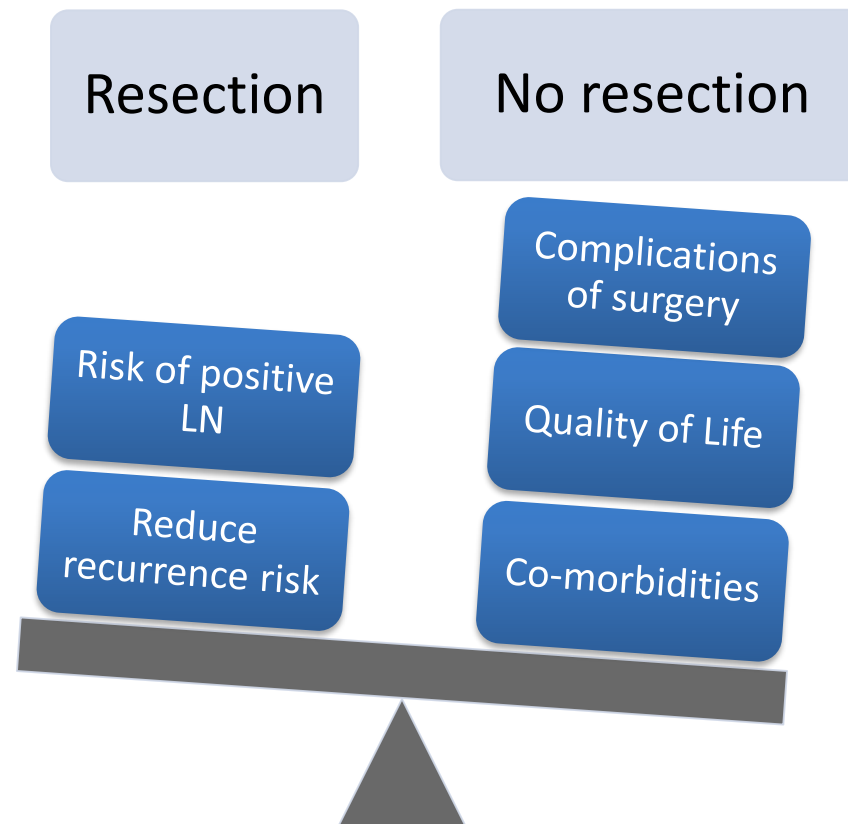 Resection
No resection
Complications
of surgery
Risk of positive
LN
Quality of Life
Reduce
recurrence risk
Co-morbidities